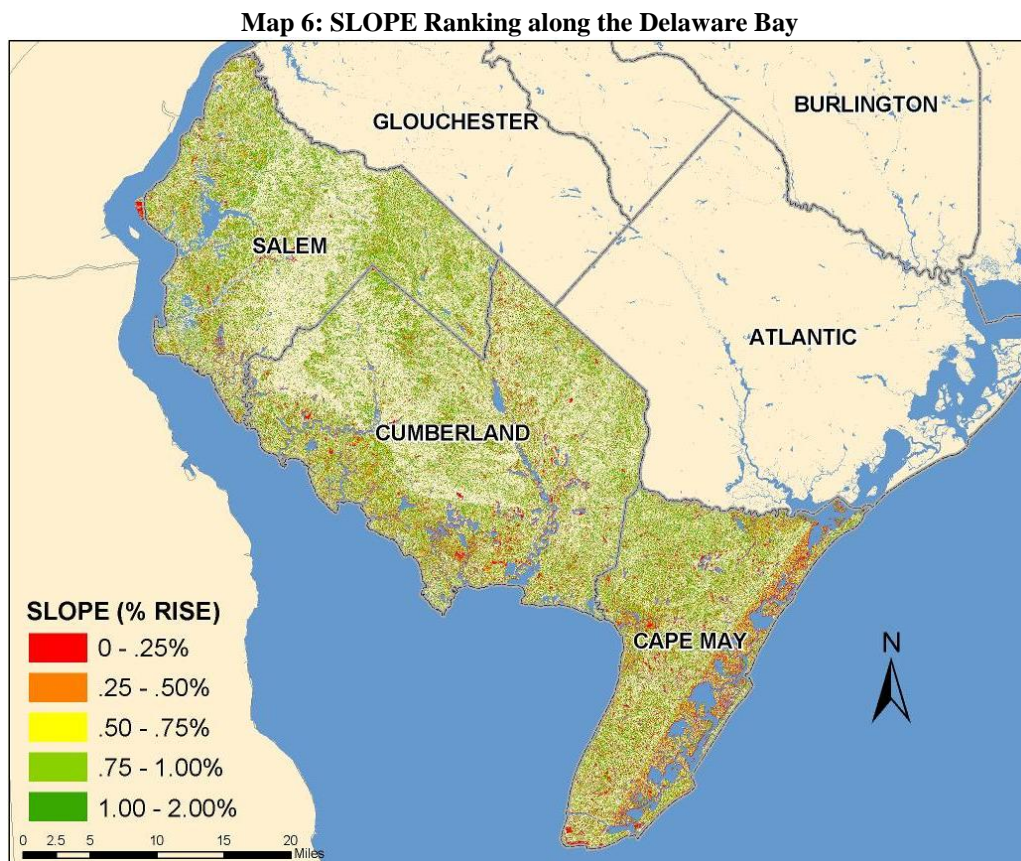 Map 6: SLOPE Ranking along the Delaware Bay
BURLINGTON
GLOUCHESTER
SALEM
ATLANTIC
CUMBERLAND
CAPE MAY
N
SLOPE (% RISE)
0 - .25%
.25 - .50%
.50 - .75%
.75 - 1.00%
1.00 - 2.00%
0 2.5 5 10 15 20
Miles